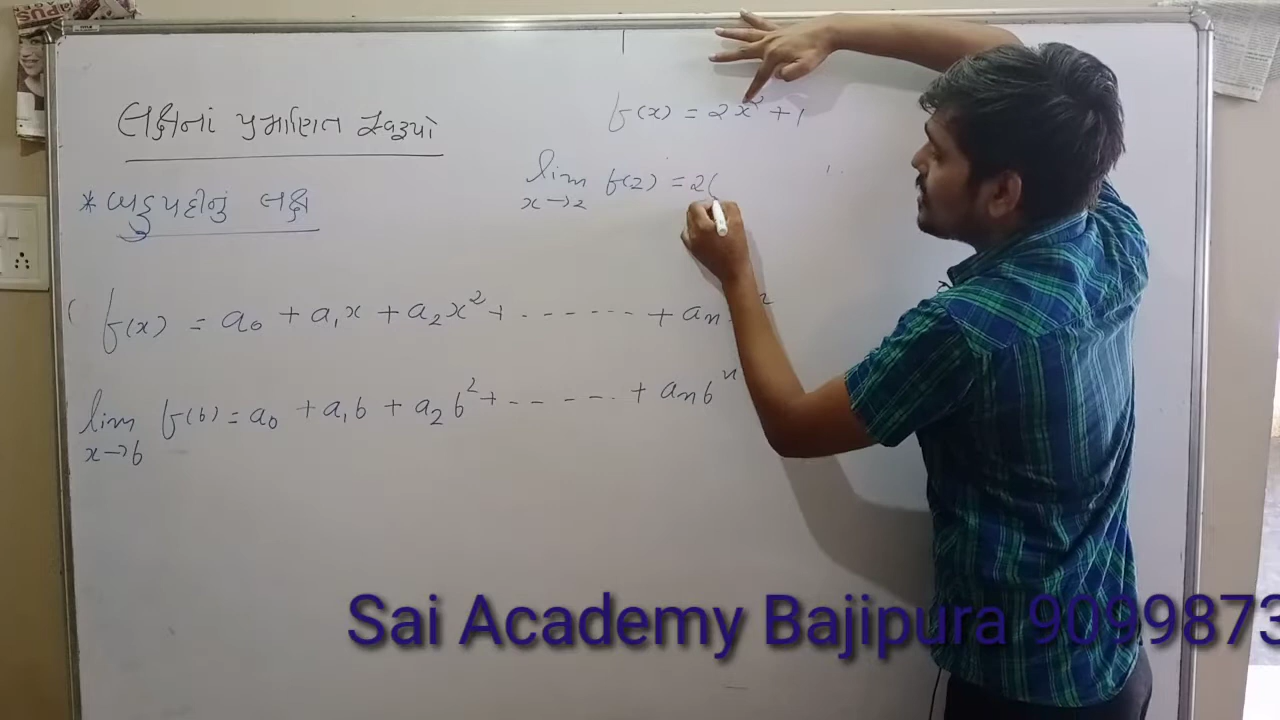 લક્ષનાં પ્રમાણિત સ્વરૂપો
* બહુપદીનું લક્ષ
f(x) = 2x² + 1
lim x→2 f(2) = 2(
f(x) = a₀ + a₁x + a₂x² + ------ + aₙ
lim x→b f(b) = a₀ + a₁b + a₂b² + ----- + aₙbⁿ
Sai Academy Bajipura 9099873